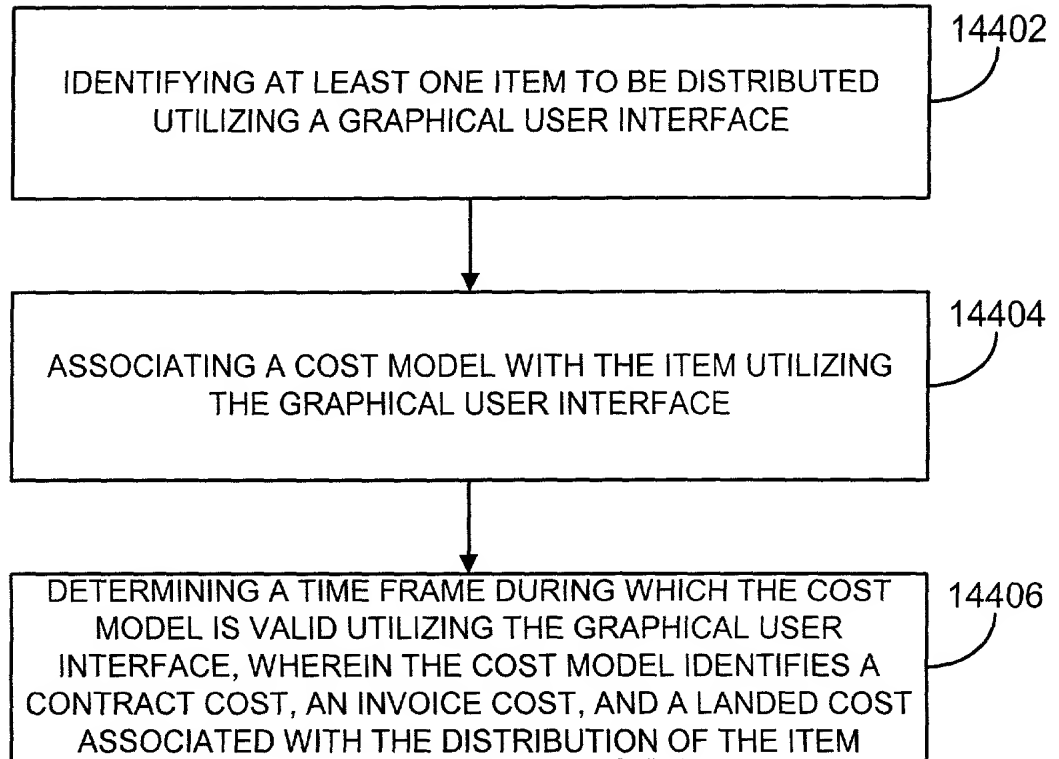 14402
IDENTIFYING AT LEAST ONE ITEM TO BE DISTRIBUTED
UTILIZING A GRAPHICAL USER INTERFACE
14404
ASSOCIATING A COST MODEL WITH THE ITEM UTILIZING
THE GRAPHICAL USER INTERFACE
14406
DETERMINING A TIME FRAME DURING WHICH THE COST
MODEL IS VALID UTILIZING THE GRAPHICAL USER
INTERFACE, WHEREIN THE COST MODEL IDENTIFIES A
CONTRACT COST, AN INVOICE COST, AND A LANDED COST
ASSOCIATED WITH THE DISTRIBUTION OF THE ITEM